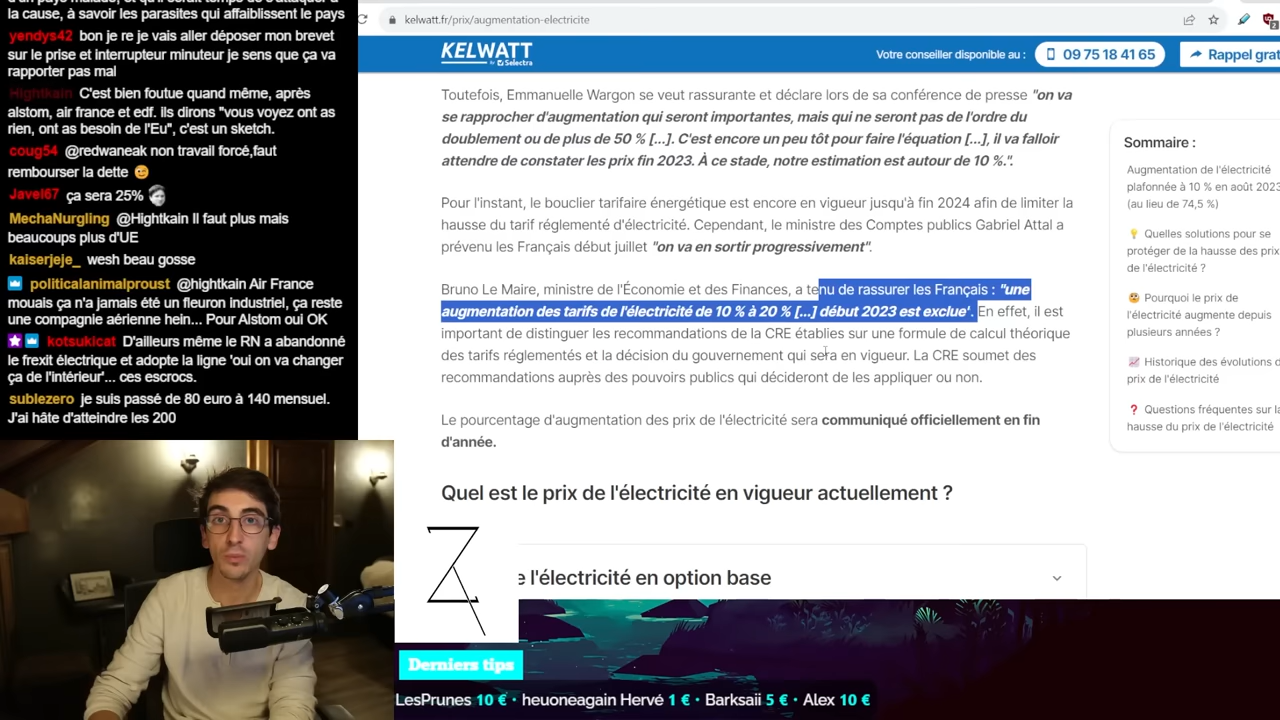 d'un pays malade, et qu'il serait temps de s'attaquer à
la cause, à savoir les parasites qui affaiblissent le pays
yendys42 bon je re je vais aller déposer mon brevet
sur le prise et interrupteur minuteur je sens que ça va
rapporter pas mal
Hightkain C'est bien foutue quand même, après
alstom, air france et edf. ils dirons "vous voyez ont as
rien, ont as besoin de l'Eu", c'est un sketch.
coug54 @redwaneak non travail forcé,faut
rembourser la dette
Javel67 ça sera 25%
MechaNurgling @Hightkain Il faut plus mais
beaucoups plus d'UE
kaiserjeje_ wesh beau gosse
politicalanimalproust @hightkain Air France
mouais ça n'a jamais été un fleuron industriel, ça reste
une compagnie aérienne hein... Pour Alstom oui OK
kotsukicat D'ailleurs même le RN a abandonné
le frexit électrique et adopta la ligne 'oui on va changer
ça de l'intérieur'... ces escrocs.
sublezero je suis passé de 80 euro à 140 mensuel.
J'ai hâte d'atteindre les 200
kelwatt.fr/prix/augmentation-electricite
KELWATT
by Selectra
Votre conseiller disponible au :
09 75 18 41 65
Rappel grat
Toutefois, Emmanuelle Wargon se veut rassurante et déclare lors de sa conférence de presse "on va
se rapprocher d'augmentation qui seront importantes, mais qui ne seront pas de l'ordre du
doublement ou de plus de 50 % [...]. C'est encore un peu tôt pour faire l'équation [...], il va falloir
attendre de constater les prix fin 2023. À ce stade, notre estimation est autour de 10 %.".
Pour l'instant, le bouclier tarifaire énergétique est encore en vigueur jusqu'à fin 2024 afin de limiter la
hausse du tarif réglementé d'électricité. Cependant, le ministre des Comptes publics Gabriel Attal a
prévenu les Français début juillet "on va en sortir progressivement".
Bruno Le Maire, ministre de l'Économie et des Finances, a tenu de rassurer les Français : "une
augmentation des tarifs de l'électricité de 10 % à 20 % [...] début 2023 est exclue". En effet, il est
important de distinguer les recommandations de la CRE établies sur une formule de calcul théorique
des tarifs réglementés et la décision du gouvernement qui sera en vigueur. La CRE soumet des
recommandations auprès des pouvoirs publics qui décideront de les appliquer ou non.
Le pourcentage d'augmentation des prix de l'électricité sera communiqué officiellement en fin
d'année.
Quel est le prix de l'électricité en vigueur actuellement ?
e l'électricité en option base
Sommaire :
Augmentation de l'électricité
plafonnée à 10 % en août 2023
(au lieu de 74,5 %)
Quelles solutions pour se
protéger de la hausse des prix
de l'électricité ?
Pourquoi le prix de
l'électricité augmente depuis
plusieurs années ?
Historique des évolutions d
prix de l'électricité
Questions fréquentes sur la
hausse du prix de l'électricité
Derniers tips
LesPrunes 10 € · heuoneagain Hervé 1 € · Barksaii 5 € · Alex 10 €